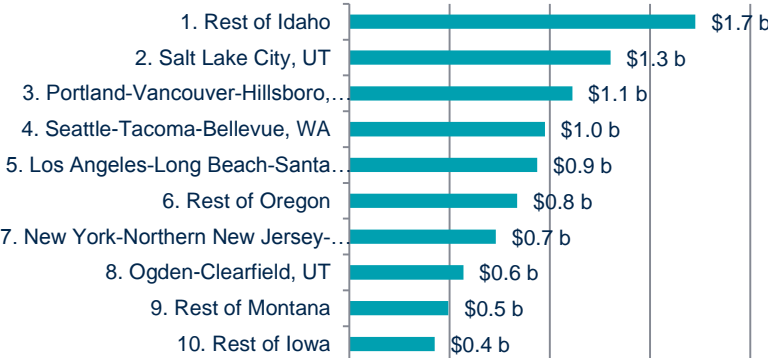 1. Rest of Idaho $1.7 b
2. Salt Lake City, UT $1.3 b
3. Portland-Vancouver-Hillsboro,… $1.1 b
4. Seattle-Tacoma-Bellevue, WA $1.0 b
5. Los Angeles-Long Beach-Santa… $0.9 b
6. Rest of Oregon $0.8 b
7. New York-Northern New Jersey-… $0.7 b
8. Ogden-Clearfield, UT $0.6 b
9. Rest of Montana $0.5 b
10. Rest of Iowa $0.4 b